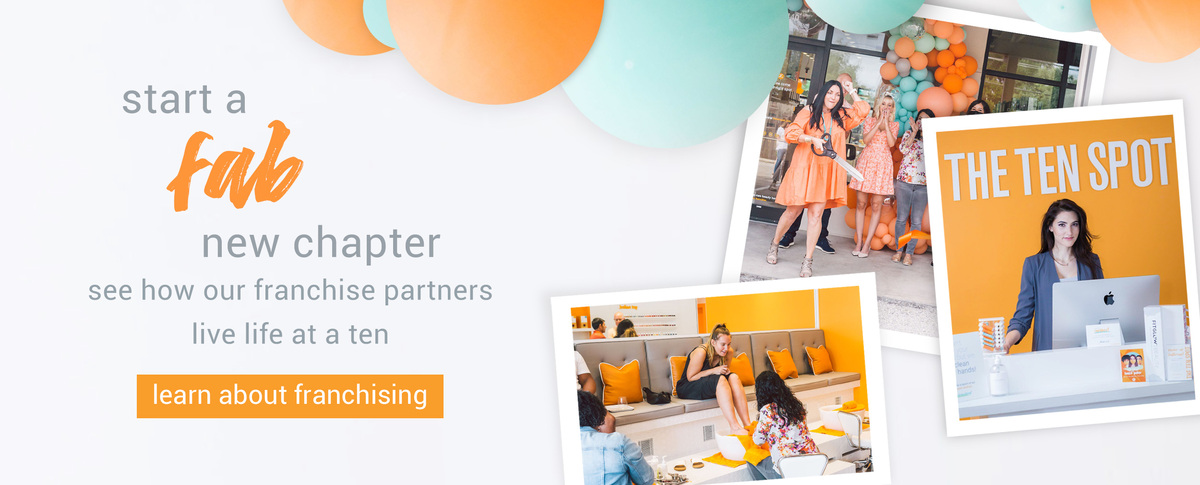 start a
fab
new chapter
see how our franchise partners
live life at a ten
learn about franchising
THE TEN SPOT
FITGLOW